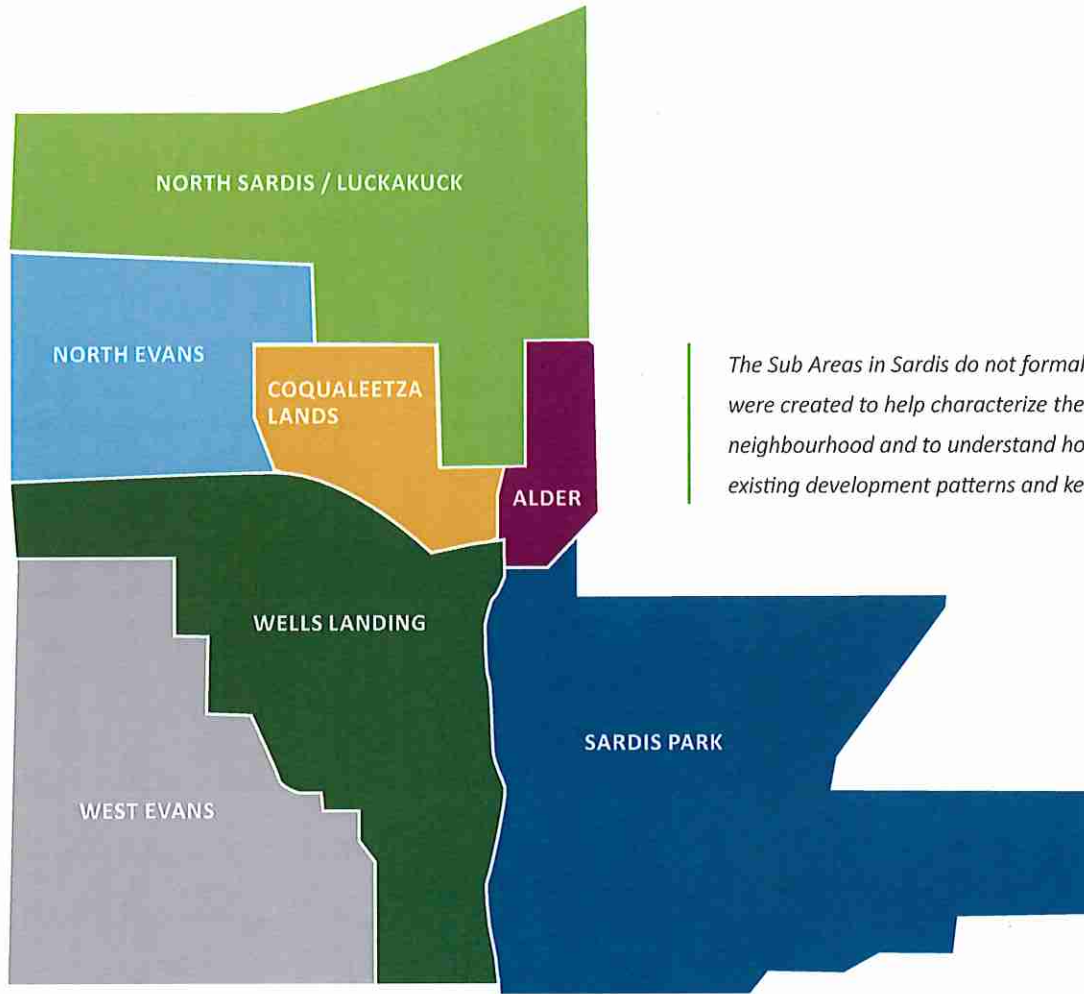 NORTH SARDIS / LUCKAKUCK
NORTH EVANS
COQUALEETZA
LANDS
ALDER
The Sub Areas in Sardis do not formal
were created to help characterize the
neighbourhood and to understand ho
existing development patterns and ke
WELLS LANDING
SARDIS PARK
WEST EVANS